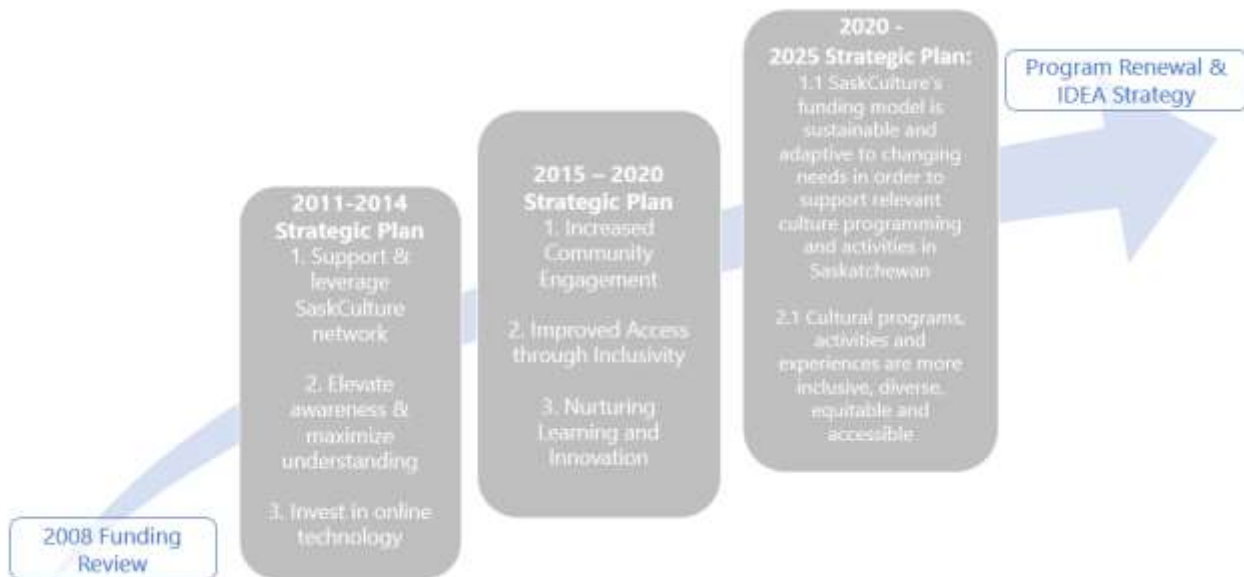 2008 Funding
Review
2011-2014
Strategic Plan
1. Support &
leverage
SaskCulture
network
2. Elevate
awareness &
maximize
understanding
3. Invest in online
technology
2015 – 2020
Strategic Plan
1. Increased
Community
Engagement
2. Improved Access
through Inclusivity
3. Nurturing
Learning and
Innovation
2020 -
2025 Strategic Plan:
1.1 SaskCulture's
funding model is
sustainable and
adaptive to changing
needs in order to
support relevant
culture programming
and activities in
Saskatchewan
2.1 Cultural programs,
activities and
experiences are more
inclusive, diverse,
equitable and
accessible
Program Renewal &
IDEA Strategy